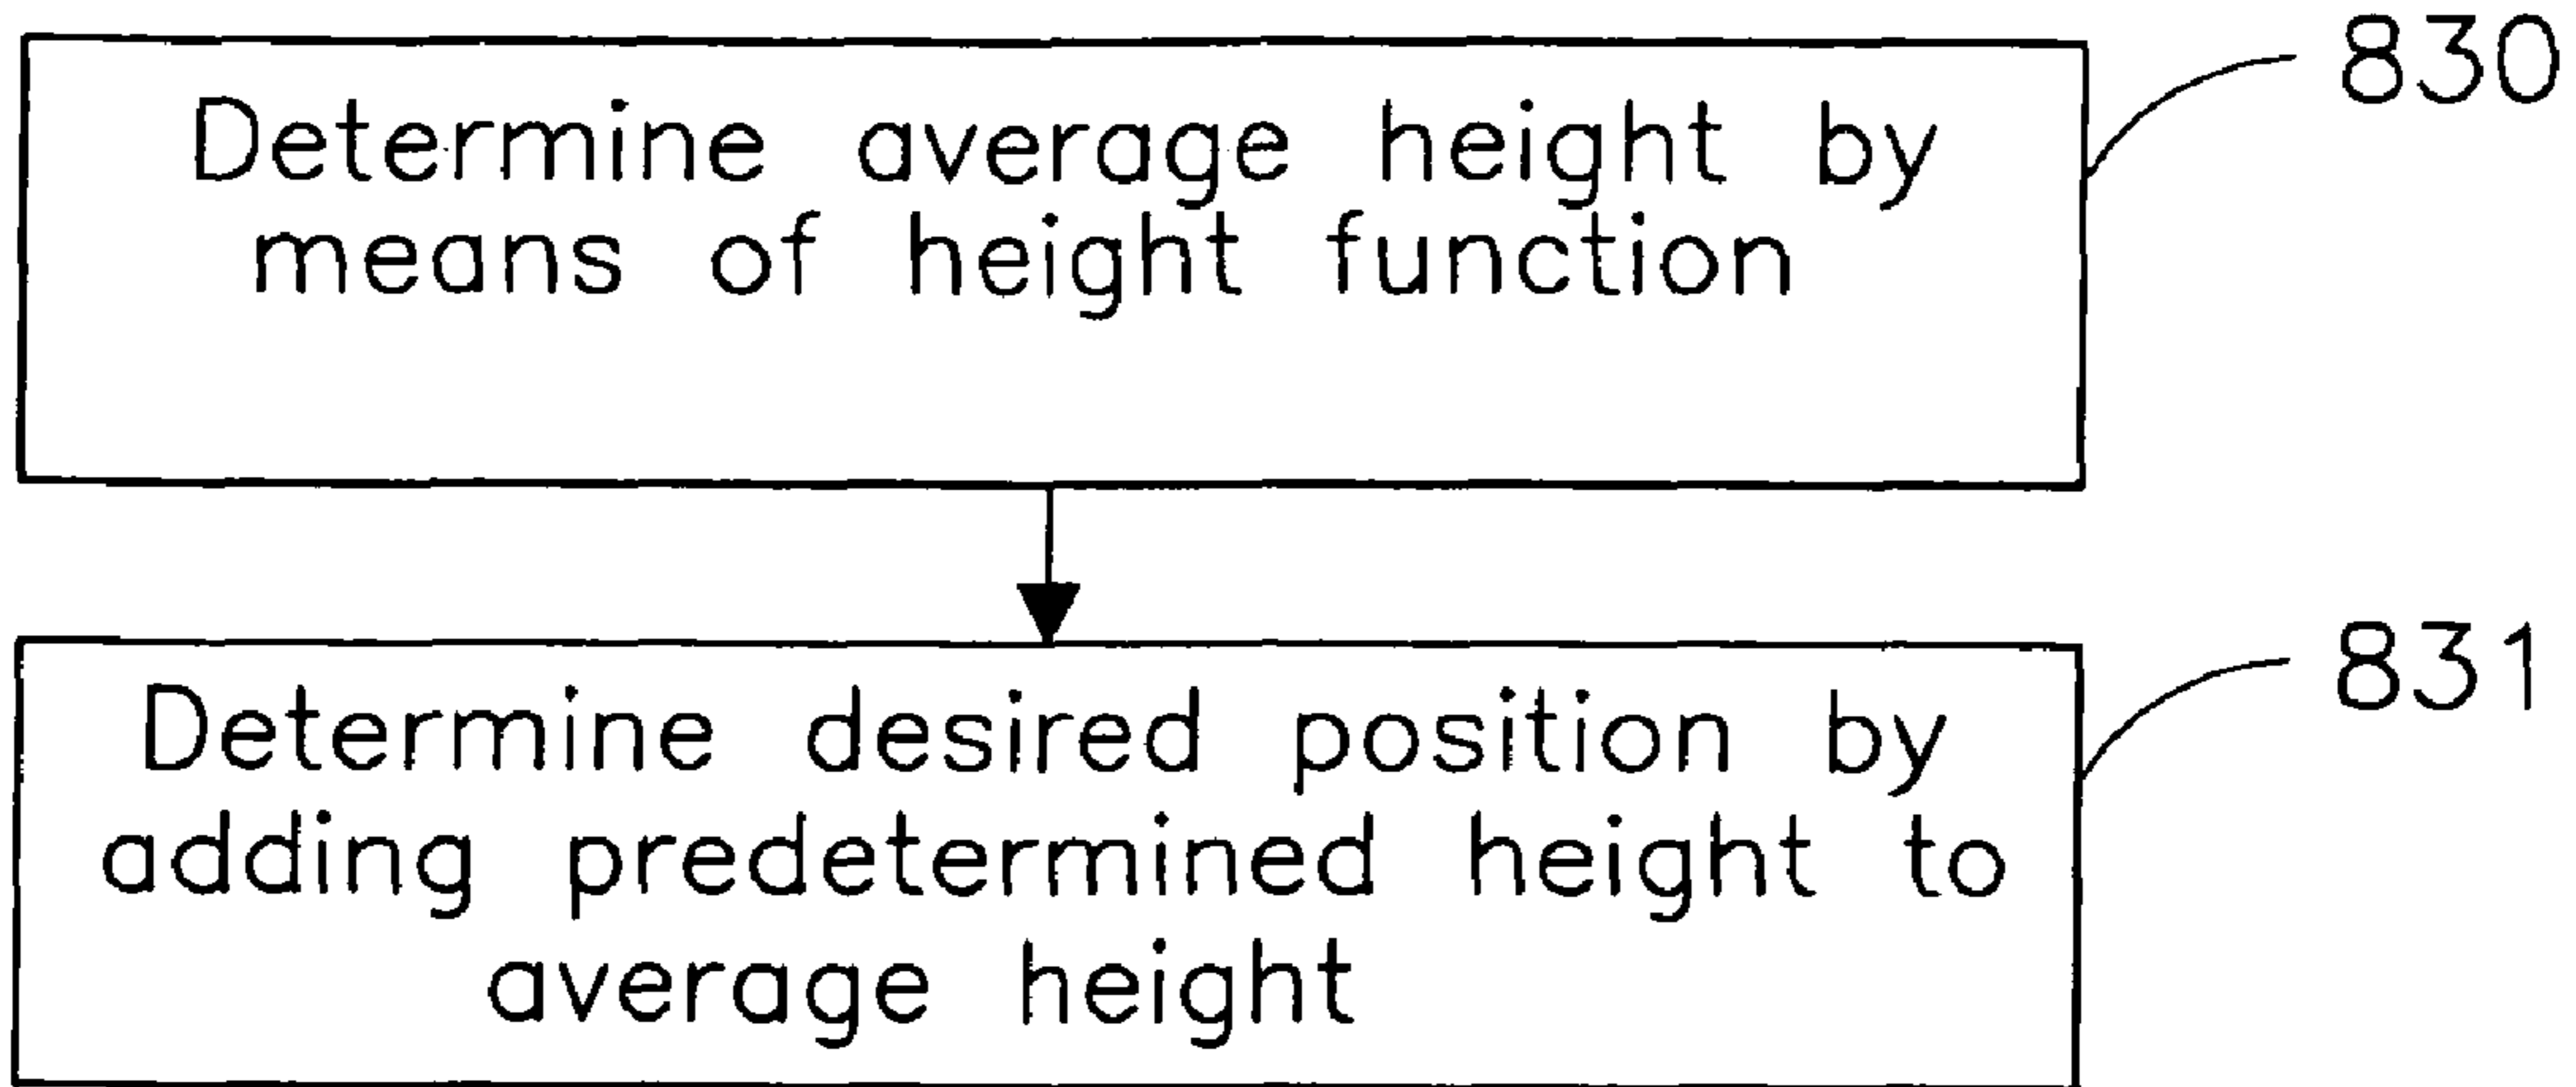 830
Determine average height by
means of height function
831
Determine desired position by
adding predetermined height to
average height